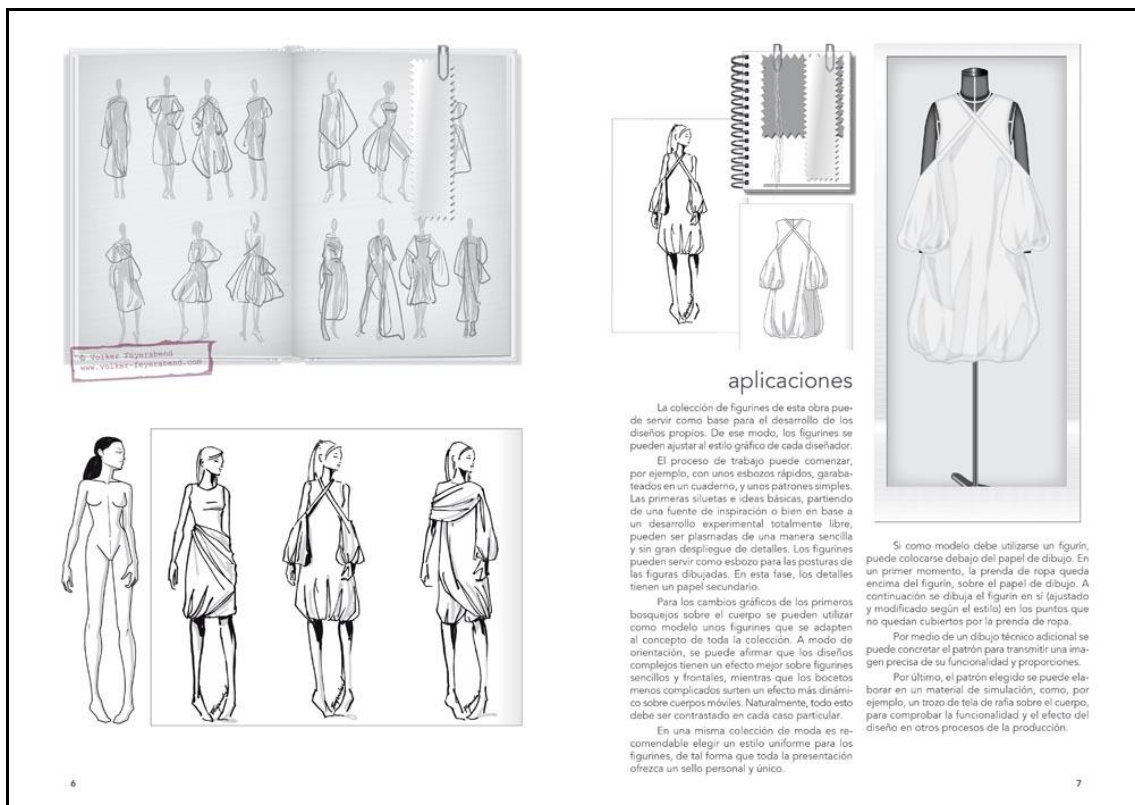 © Volker Feyerabend
www.volker-feyerabend.com
6
aplicaciones
La colección de figurines de esta obra pue-
de servir como base para el desarrollo de los
diseños propios. De ese modo, los figurines se
pueden ajustar al estilo gráfico de cada diseñador.
El proceso de trabajo puede comenzar,
por ejemplo, con unos esbozos rápidos, garaba-
teados en un cuaderno, y unos patrones simples.
Las primeras siluetas e ideas básicas, partiendo
de una fuente de inspiración o bien en base a
un desarrollo experimental totalmente libre,
pueden ser plasmadas de una manera sencilla
y sin gran despliegue de detalles. Los figurines
pueden servir como esbozo para las posturas de
las figuras dibujadas. En esta fase, los detalles
tienen un papel secundario.
Para los cambios gráficos de los primeros
bosquejos sobre el cuerpo se pueden utilizar
como modelo unos figurines que se adapten
al concepto de toda la colección. A modo de
orientación, se puede afirmar que los diseños
complejos tienen un efecto mejor sobre figurines
sencillos y frontales, mientras que los bocetos
menos complicados surten un efecto más dinámi-
co sobre cuerpos móviles. Naturalmente, todo esto
debe ser contrastado en cada caso particular.
En una misma colección de moda es re-
comendable elegir un estilo uniforme para los
figurines, de tal forma que toda la presentación
ofrezca un sello personal y único.
Si como modelo debe utilizarse un figurín,
puede colocarse debajo del papel de dibujo. En
un primer momento, la prenda de ropa queda
encima del figurín, sobre el papel de dibujo. A
continuación se dibuja el figurín en sí (ajustado
y modificado según el estilo) en los puntos que
no quedan cubiertos por la prenda de ropa.
Por medio de un dibujo técnico adicional se
puede concretar el patrón para transmitir una ima-
gen precisa de su funcionalidad y proporciones.
Por último, el patrón elegido se puede ela-
borar en un material de simulación, como, por
ejemplo, un trozo de tela de rafia sobre el cuerpo,
para comprobar la funcionalidad y el efecto del
diseño en otros procesos de la producción.
7